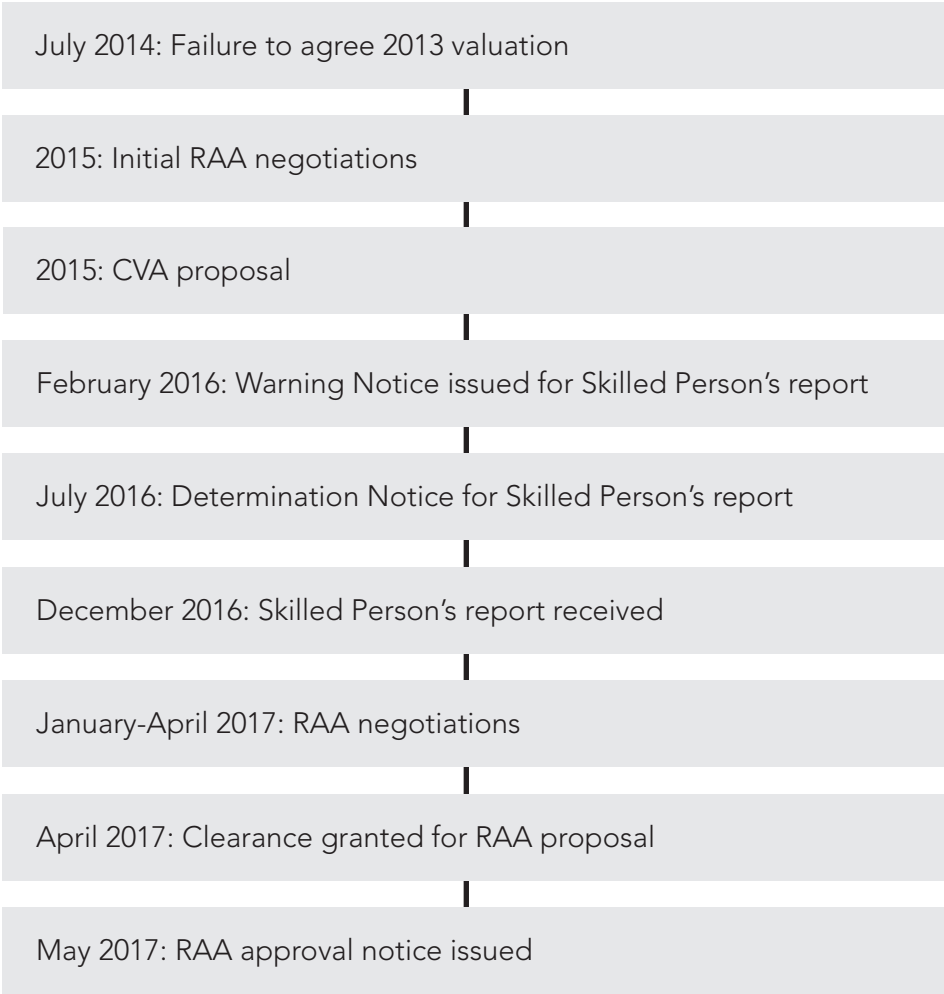 July 2014: Failure to agree 2013 valuation
2015: Initial RAA negotiations
2015: CVA proposal
February 2016: Warning Notice issued for Skilled Person’s report
July 2016: Determination Notice for Skilled Person’s report
December 2016: Skilled Person’s report received
January-April 2017: RAA negotiations
April 2017: Clearance granted for RAA proposal
May 2017: RAA approval notice issued